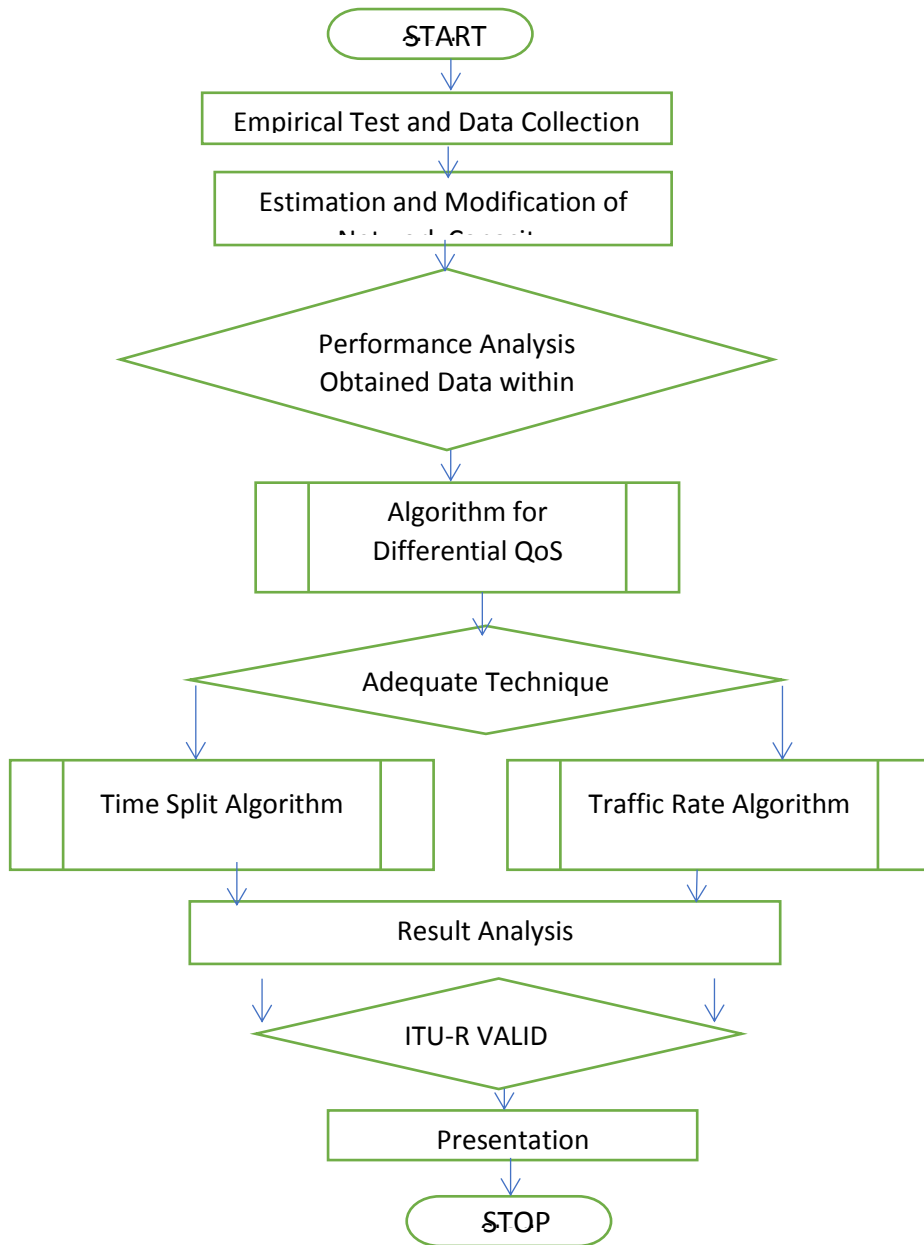 START
Empirical Test and Data Collection
Estimation and Modification of
Performance Analysis
Obtained Data within
Algorithm for
Differential QoS
Adequate Technique
Time Split Algorithm
Traffic Rate Algorithm
Result Analysis
ITU-R VALID
Presentation
STOP